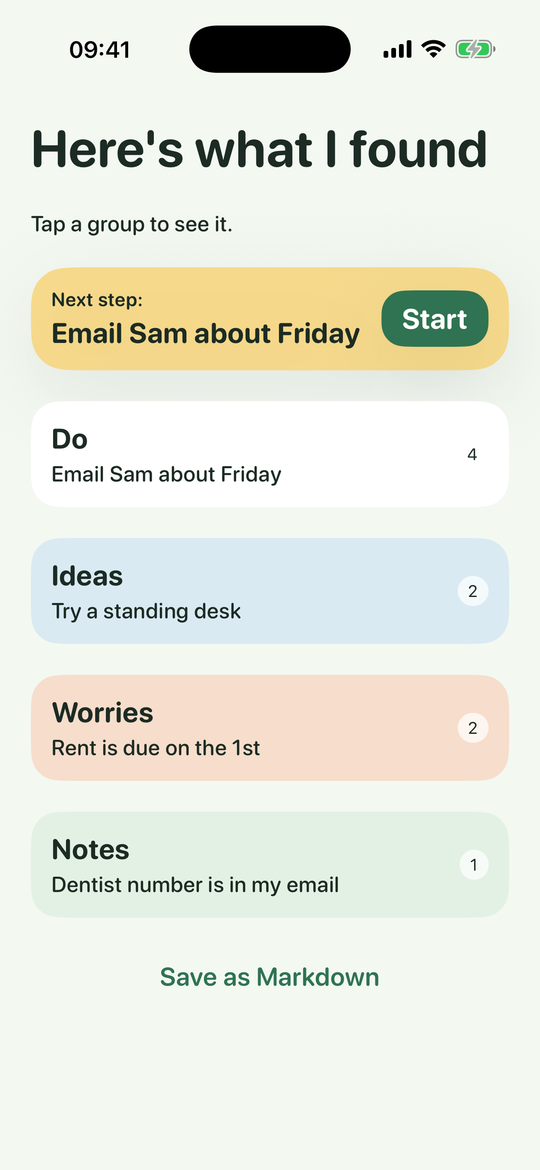 09:41
Here's what I found
Tap a group to see it.
Next step:
Email Sam about Friday
Start
Do
Email Sam about Friday
4
Ideas
Try a standing desk
2
Worries
Rent is due on the 1st
2
Notes
Dentist number is in my email
1
Save as Markdown